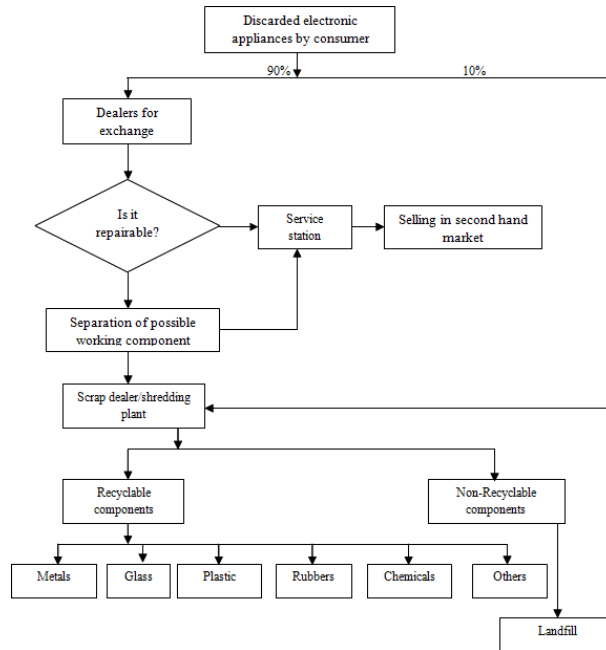 Discarded electronic
appliances by consumer
90%
10%
Dealers for
exchange
Is it
repairable?
Service
station
Selling in second hand
market
Separation of possible
working component
Scrap dealer/shredding
plant
Recyclable
components
Non-Recyclable
components
Metals
Glass
Plastic
Rubbers
Chemicals
Others
Landfill